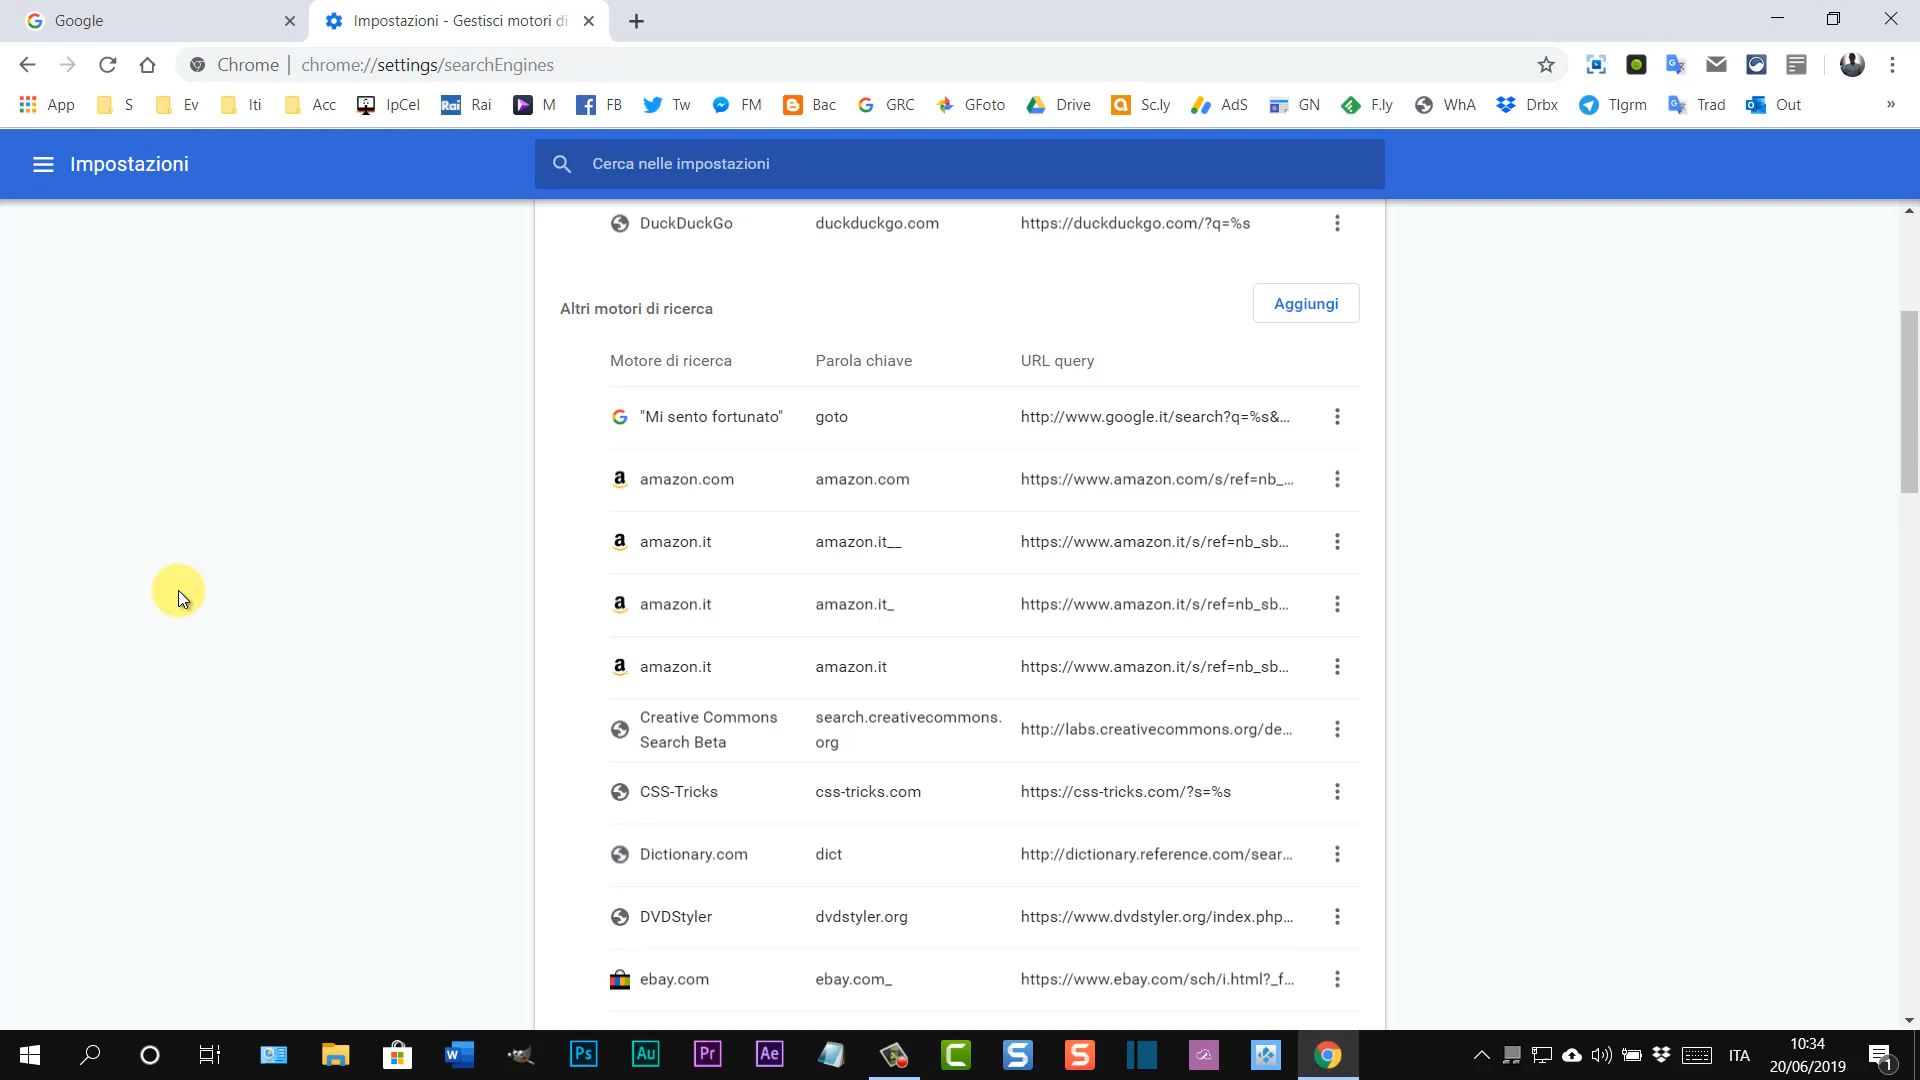 Google
Impostazioni - Gestisci motori di
Chrome | chrome://settings/searchEngines
App S Ev Iti Acc IpCel Rai Rai M FB Tw FM Bac GRC GFoto Drive Sc.ly AdS GN F.ly WhA Drbx Tlgrm Trad Out »
Impostazioni
Cerca nelle impostazioni
DuckDuckGo duckduckgo.com https://duckduckgo.com/?q=%s
Altri motori di ricerca
Aggiungi
Motore di ricerca Parola chiave URL query
"Mi sento fortunato" goto http://www.google.it/search?q=%s&...
amazon.com amazon.com https://www.amazon.com/s/ref=nb_...
amazon.it amazon.it__ https://www.amazon.it/s/ref=nb_sb...
amazon.it amazon.it_ https://www.amazon.it/s/ref=nb_sb...
amazon.it amazon.it https://www.amazon.it/s/ref=nb_sb...
Creative Commons search.creativecommons. http://labs.creativecommons.org/de...
Search Beta org
CSS-Tricks css-tricks.com https://css-tricks.com/?s=%s
Dictionary.com dict http://dictionary.reference.com/sear...
DVDStyler dvdstyler.org https://www.dvdstyler.org/index.php...
ebay.com ebay.com_ https://www.ebay.com/sch/i.html?_f...
Ps Au Pr Ae
ITA
10:34
20/06/2019
1